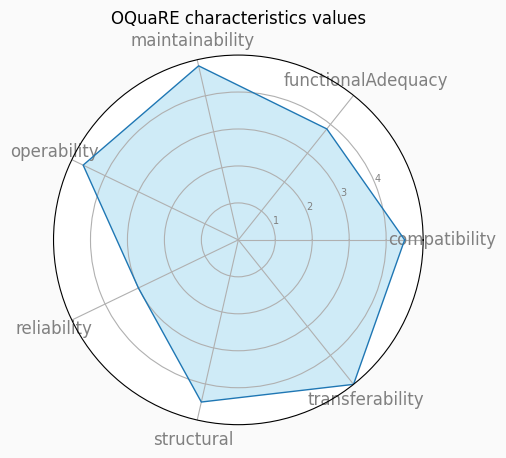 OQuaRE characteristics values
maintainability
functionalAdequacy
operability
4
3
2
1
compatibility
reliability
transferability
structural